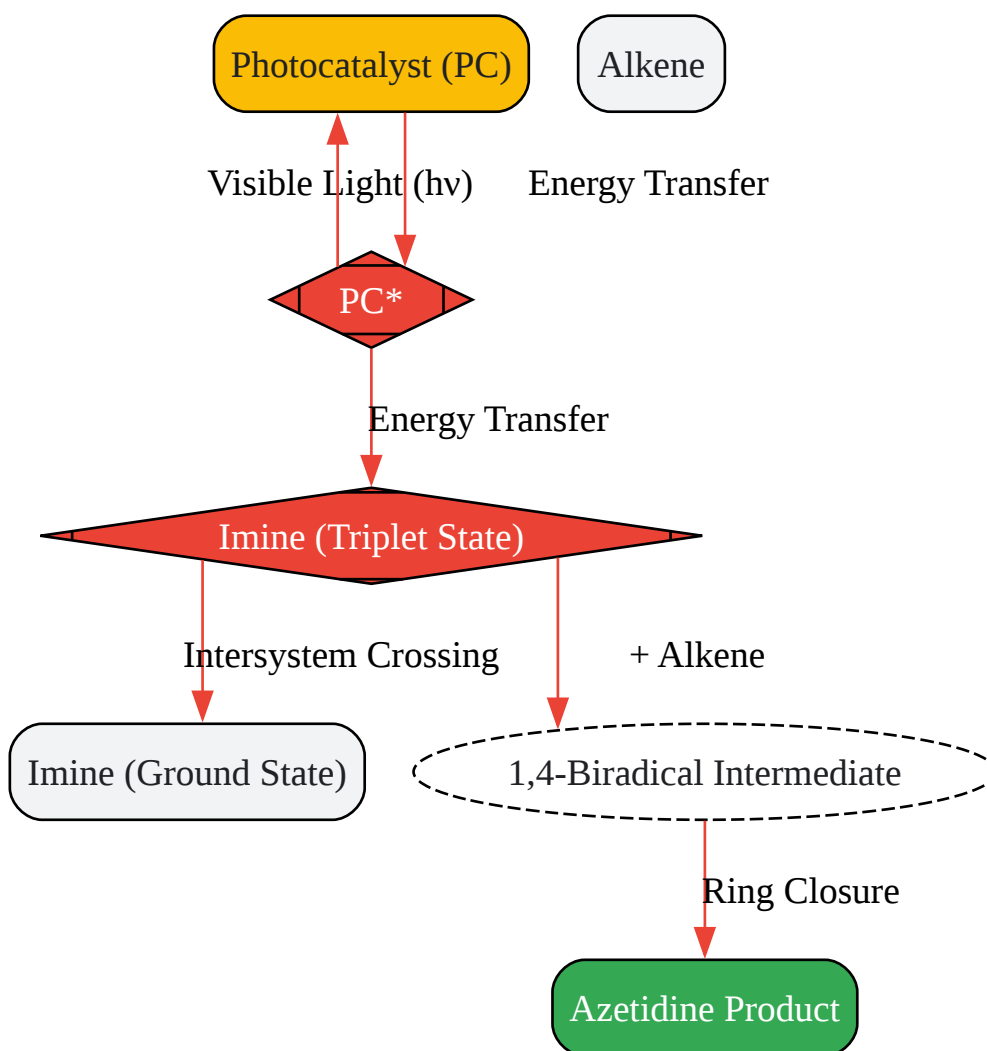 Photocatalyst (PC)
Alkene
Visible Light (hν)
Energy Transfer
PC*
Energy Transfer
Imine (Triplet State)
Intersystem Crossing
+ Alkene
Imine (Ground State)
1,4-Biradical Intermediate
Ring Closure
Azetidine Product